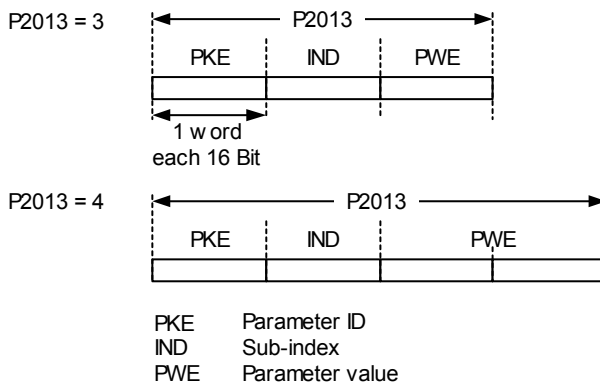 P2013 = 3
P2013
PKE IND PWE
1 word
each 16 Bit
P2013 = 4
P2013
PKE IND PWE
PKE Parameter ID
IND Sub-index
PWE Parameter value